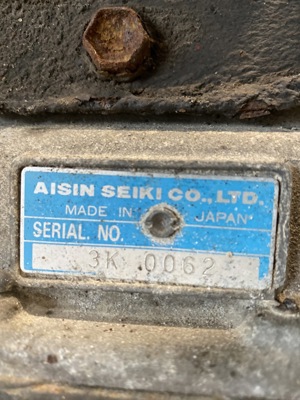 AISIN SEIKI CO., LTD.
MADE IN JAPAN
SERIAL. NO.
3K 0062